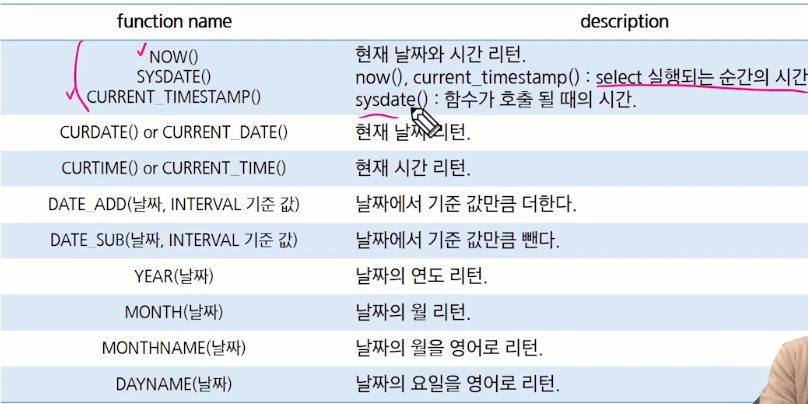 function name description
NOW() 현재 날짜와 시간 리턴.
SYSDATE() now(), current_timestamp() : select 실행되는 순간의 시간
CURRENT_TIMESTAMP() sysdate() : 함수가 호출 될 때의 시간.
CURDATE() or CURRENT_DATE() 현재 날짜 리턴.
CURTIME() or CURRENT_TIME() 현재 시간 리턴.
DATE_ADD(날짜, INTERVAL 기준 값) 날짜에서 기준 값만큼 더한다.
DATE_SUB(날짜, INTERVAL 기준 값) 날짜에서 기준 값만큼 뺀다.
YEAR(날짜) 날짜의 연도 리턴.
MONTH(날짜) 날짜의 월 리턴.
MONTHNAME(날짜) 날짜의 월을 영어로 리턴.
DAYNAME(날짜) 날짜의 요일을 영어로 리턴.